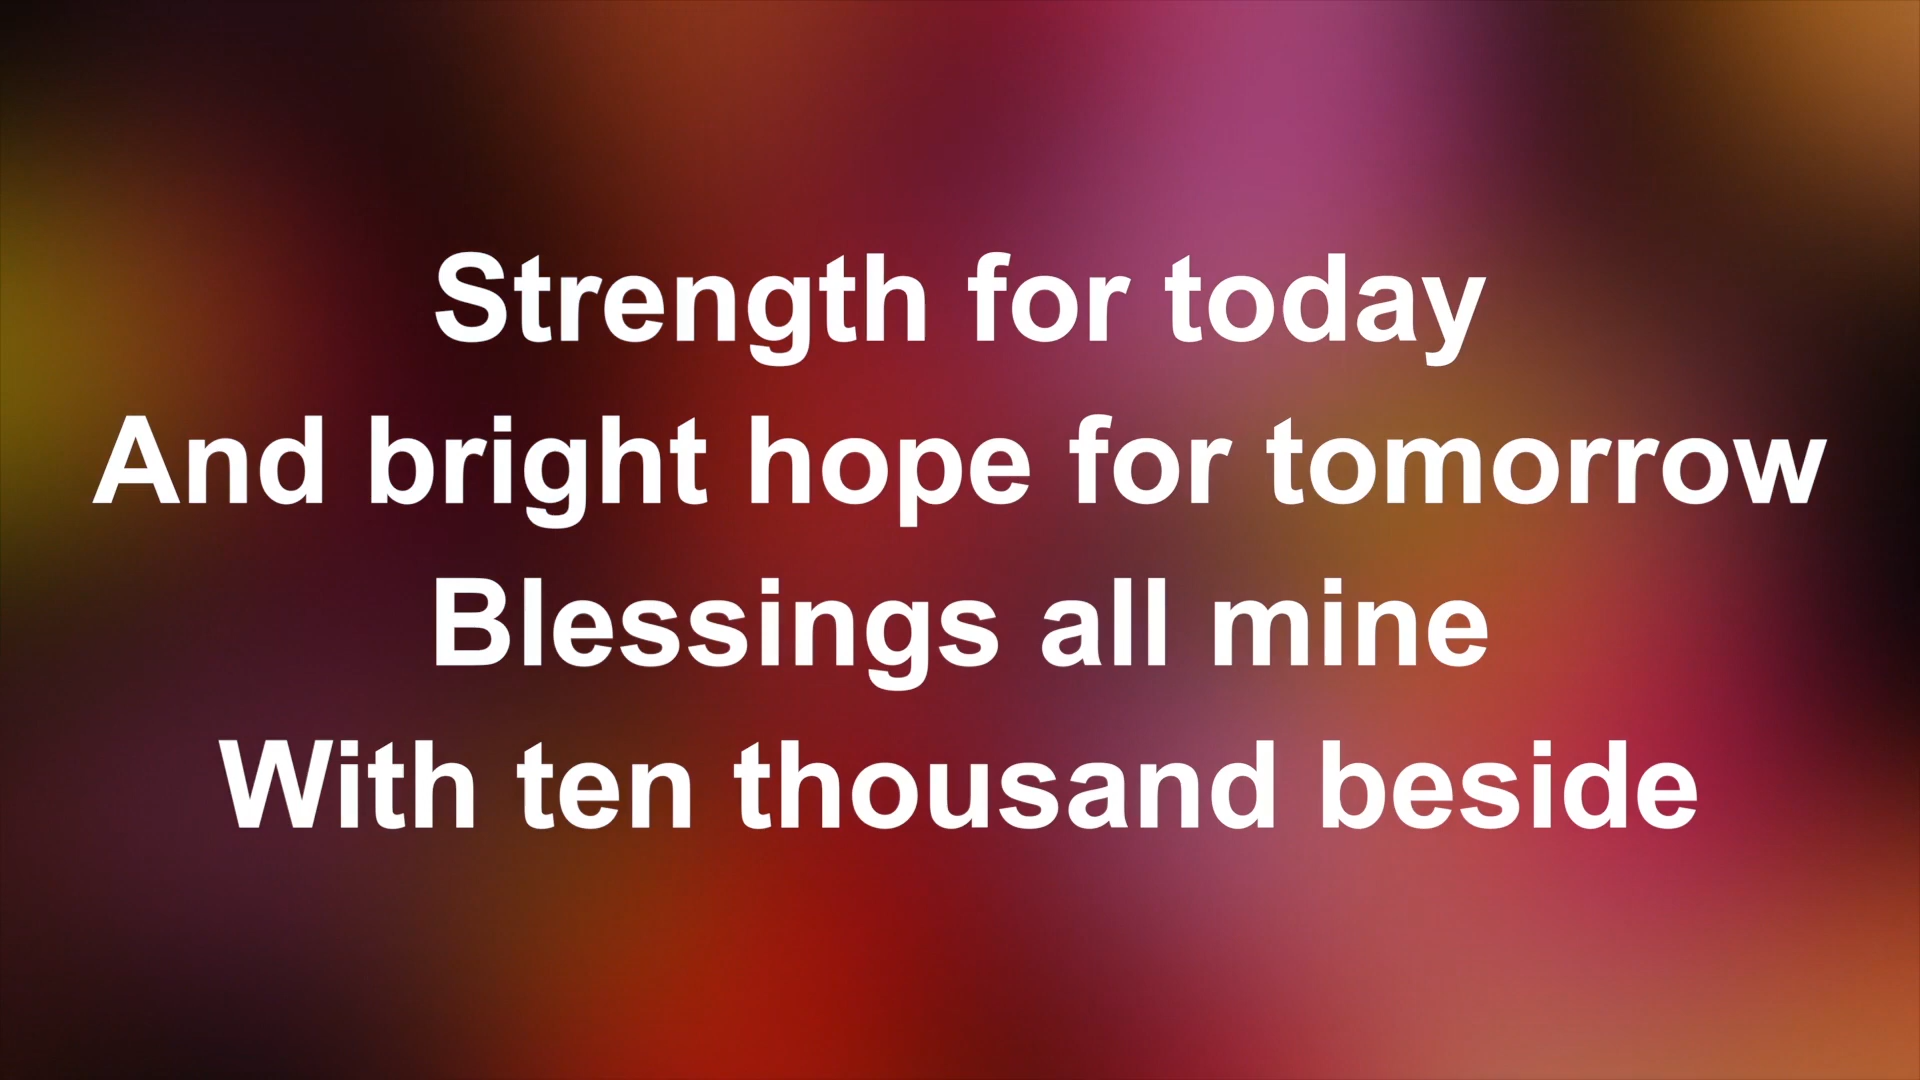 Strength for today
And bright hope for tomorrow
Blessings all mine
With ten thousand beside